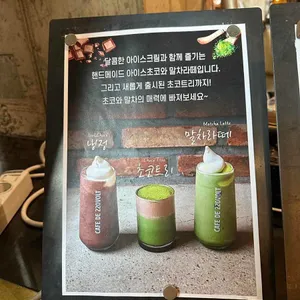 달콤한 아이스크림과 함께 즐기는
핸드메이드 아이스초코와 말차라떼입니다.
그리고 새롭게 출시된 초코트리까지!
초코와 말차의 매력에 빠져보세요~
Matcha Latte
말차라떼
초코트리
CAFE DE
CAFE DE